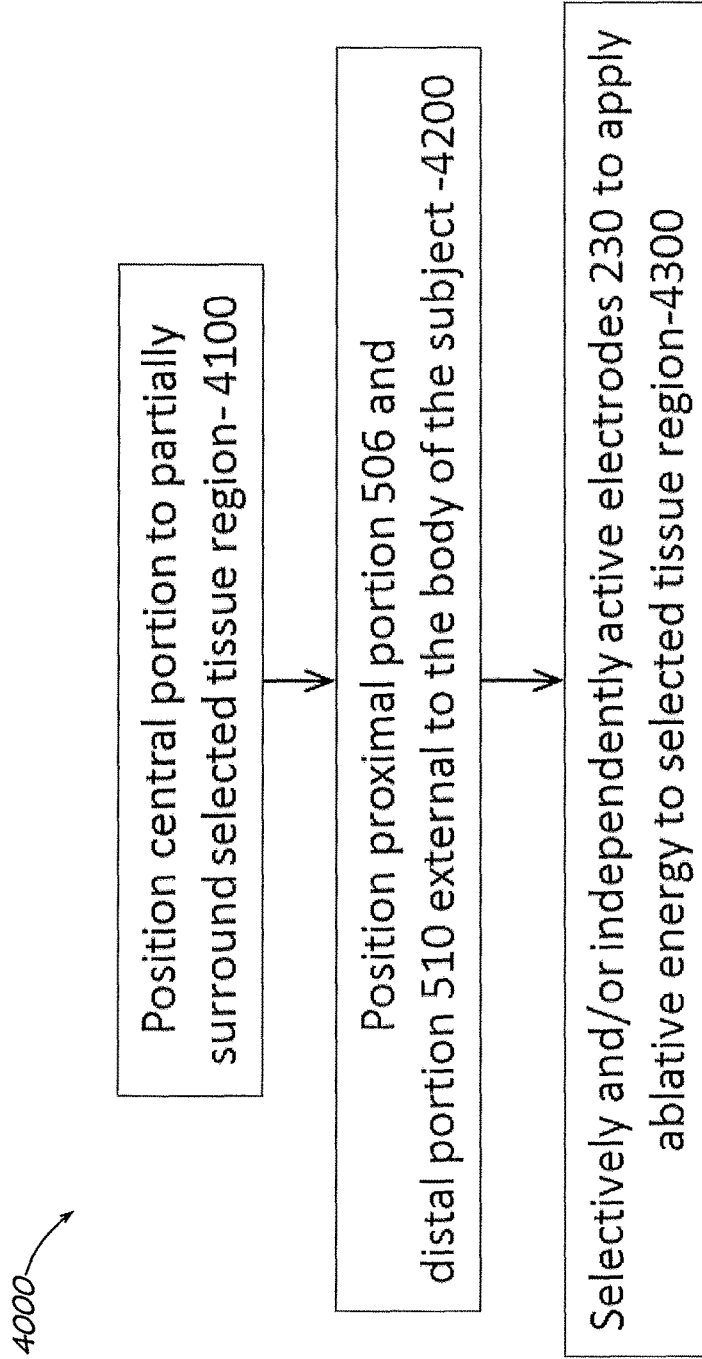 4000
Position central portion to partially
surround selected tissue region- 4100
Position proximal portion 506 and
distal portion 510 external to the body of the subject -4200
Selectively and/or independently active electrodes 230 to apply
ablative energy to selected tissue region-4300